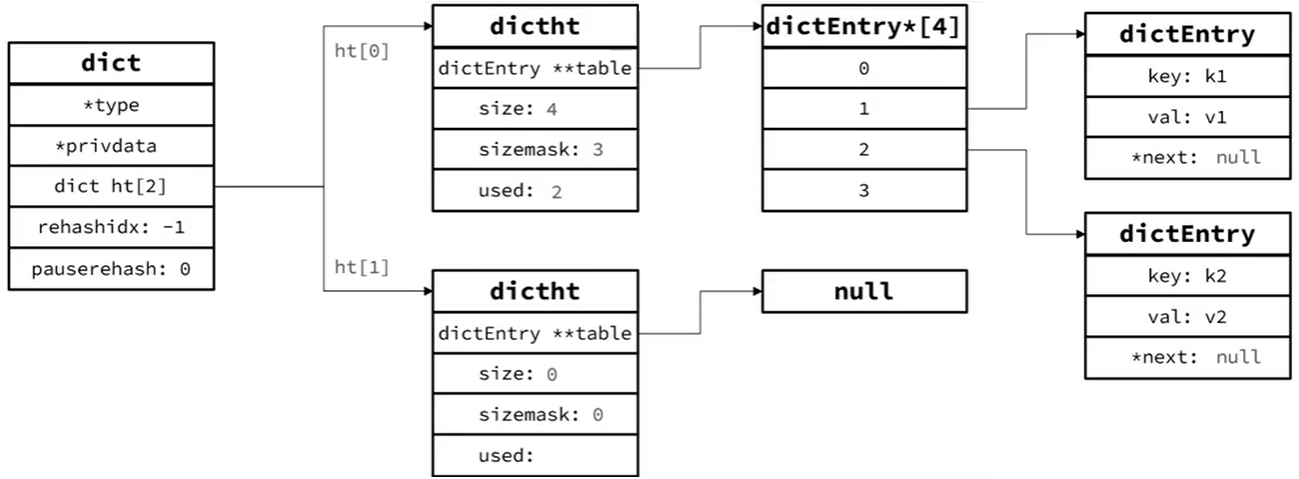 dict
*type
*privdata
dict ht[2]
rehashidx: -1
pauserehash: 0
ht[0]
ht[1]
dictht
dictEntry **table
size: 4
sizemask: 3
used: 2
dictht
dictEntry **table
size: 0
sizemask: 0
used:
dictEntry*[4]
0
1
2
3
null
dictEntry
key: k1
val: v1
*next: null
dictEntry
key: k2
val: v2
*next: null